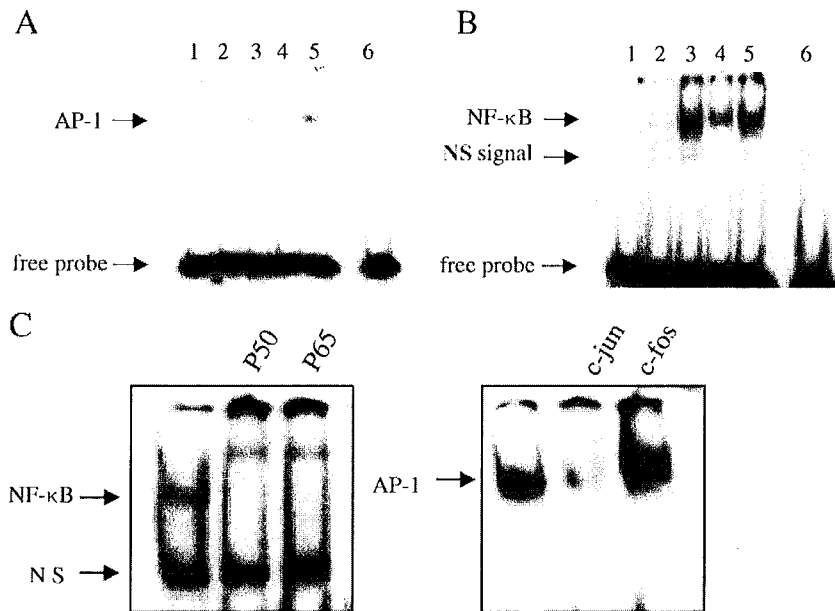 A
1 2 3 4 5 6
AP-1
free probe
B
1 2 3 4 5 6
NF-κB
NS signal
free probe
C
P50 P65
NF-κB
N S
c-jun c-fos
AP-1